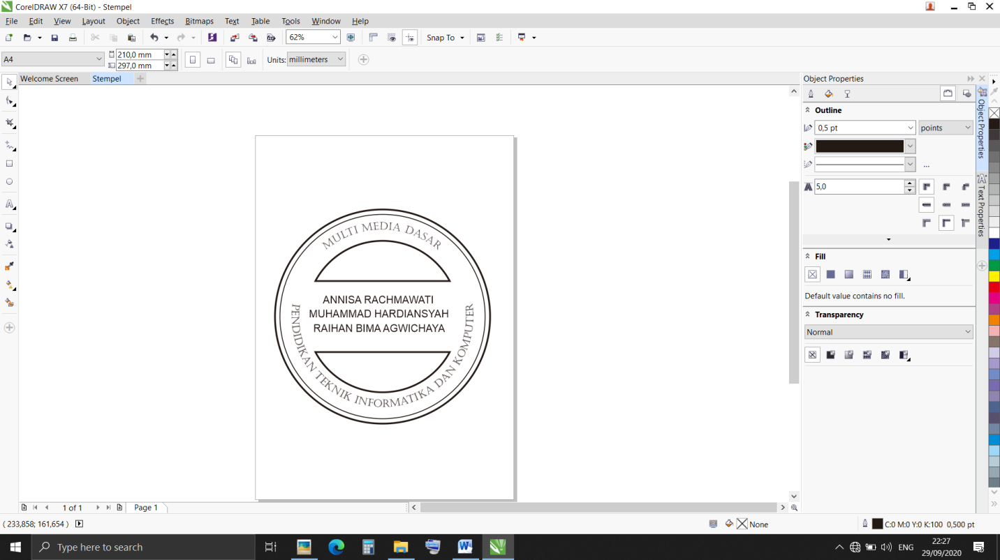 CorelDRAW X7 (64-Bit) - Stempel
File Edit View Layout Object Effects Bitmaps Text Table Tools Window Help
62% Snap To
A4 210,0 mm Units: millimeters
297,0 mm
Welcome Screen Stempel
Object Properties
Outline
0,5 pt points
5,0
Fill
Default value contains no fill.
Transparency
Normal
Object Properties
Text Properties
MULTI MEDIA DASAR
ANNISA RACHMAWATI
MUHAMMAD HARDIANSYAH
RAIHAN BIMA AGWICHAYA
PENDIDIKAN TEKNIK INFORMATIKA DAN KOMPUTER
1 of 1 Page 1
( 233,858; 161,654 ) None C:0 M:0 Y:0 K:100 0,500 pt
Type here to search ENG 22:27
29/09/2020